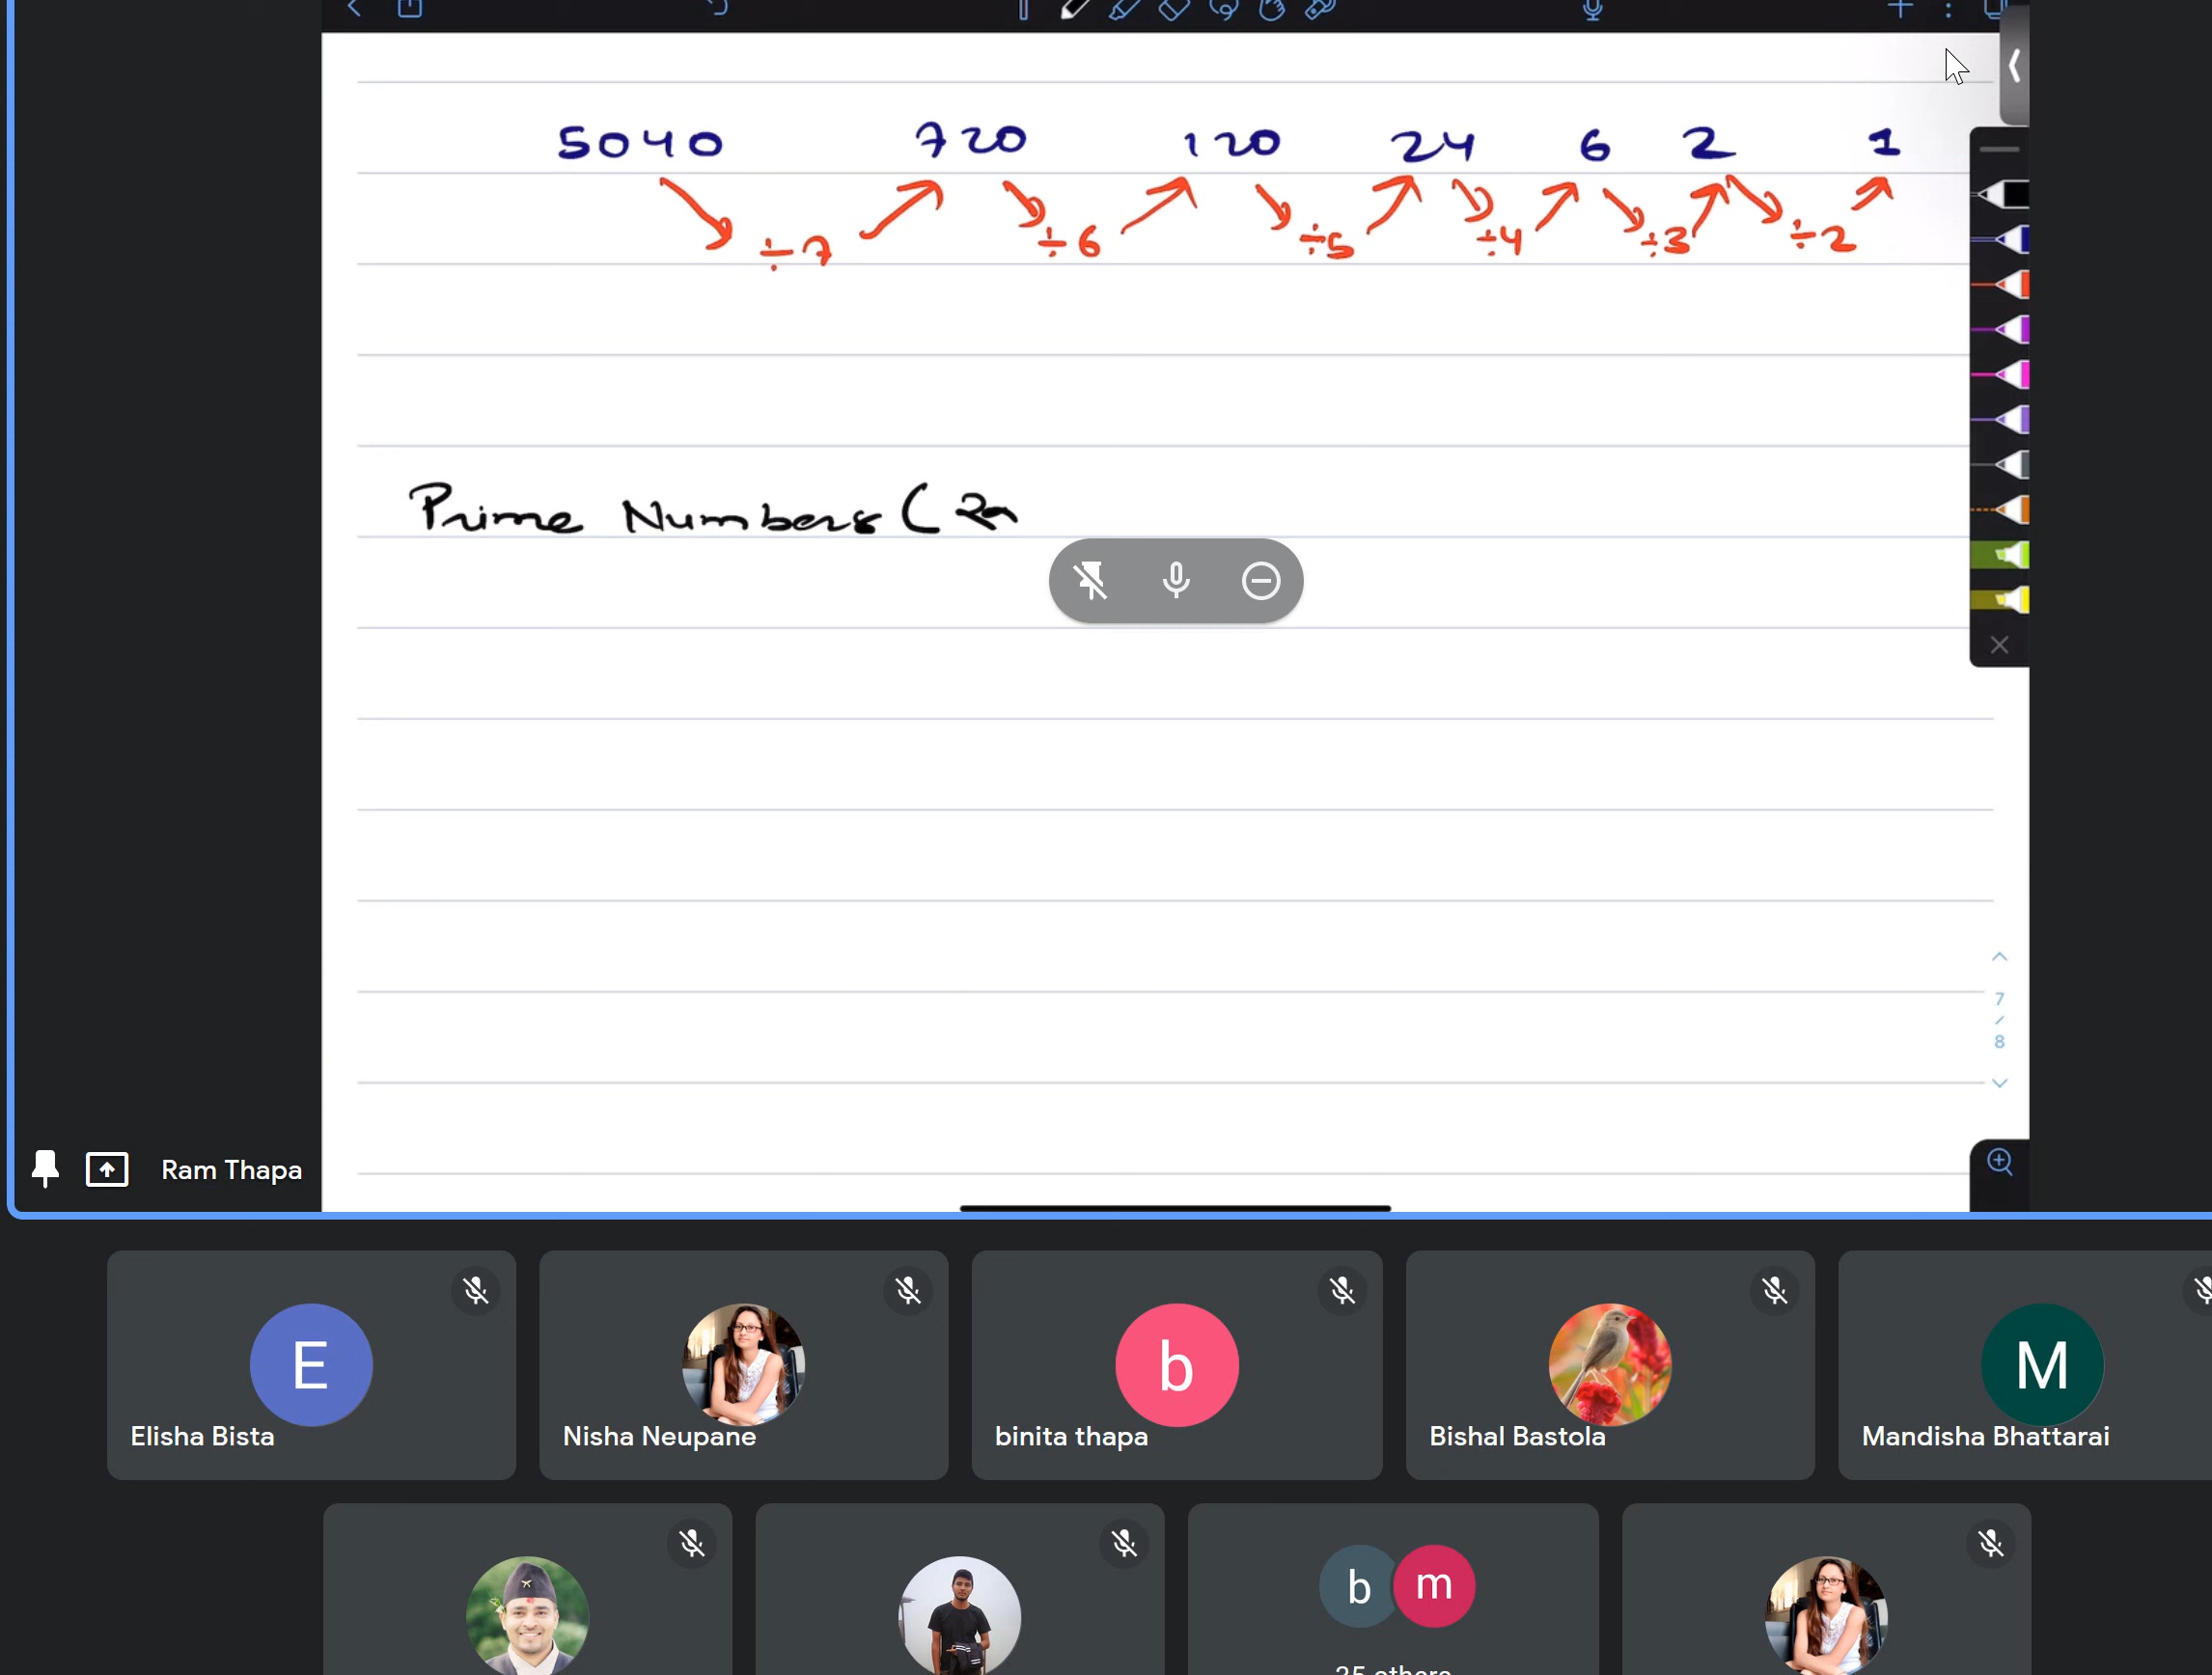 5040 720 120 24 6 2 1
÷7 ÷6 ÷5 ÷4 ÷3 ÷2
Prime Numbers (
7
/
8
Ram Thapa
E
b
M
Elisha Bista
Nisha Neupane
binita thapa
Bishal Bastola
Mandisha Bhattarai
b m